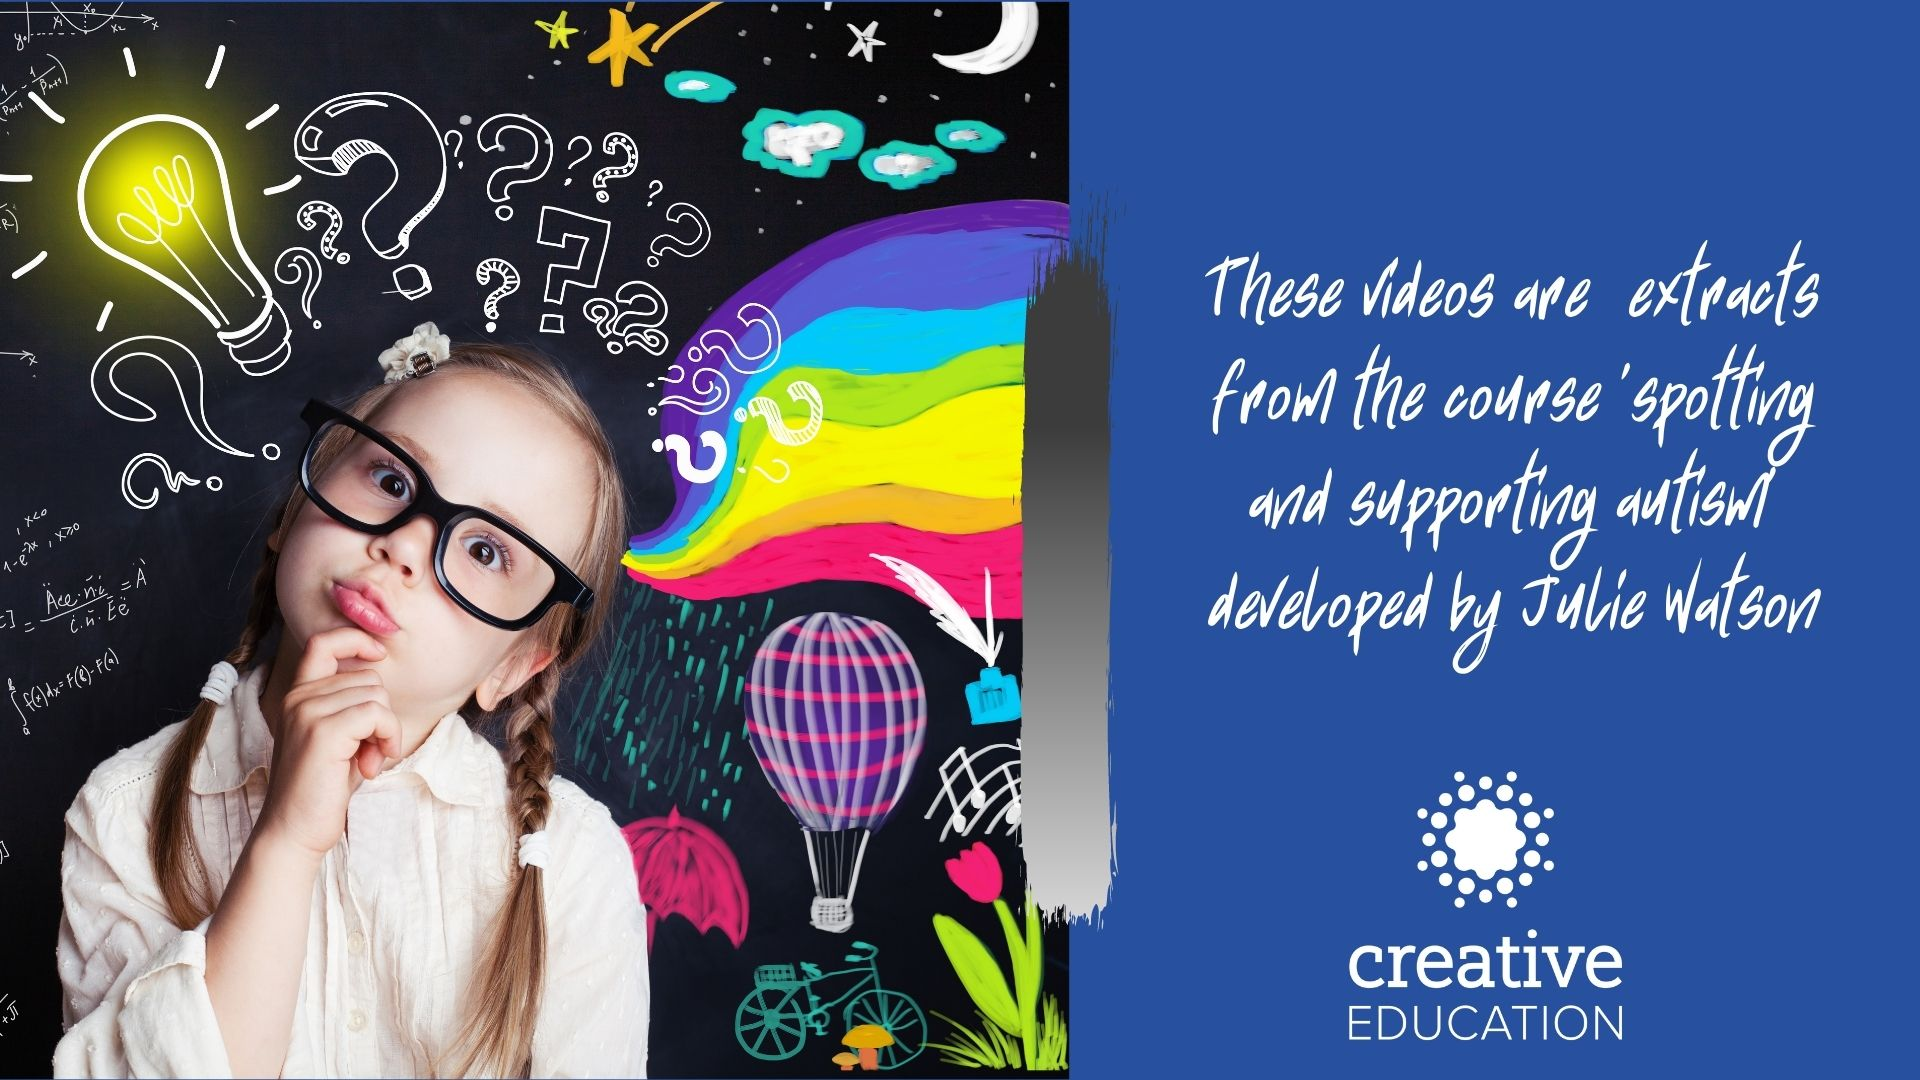 These videos are extracts
from the course 'spotting
and supporting autism'
developed by Julie Watson
creative
EDUCATION